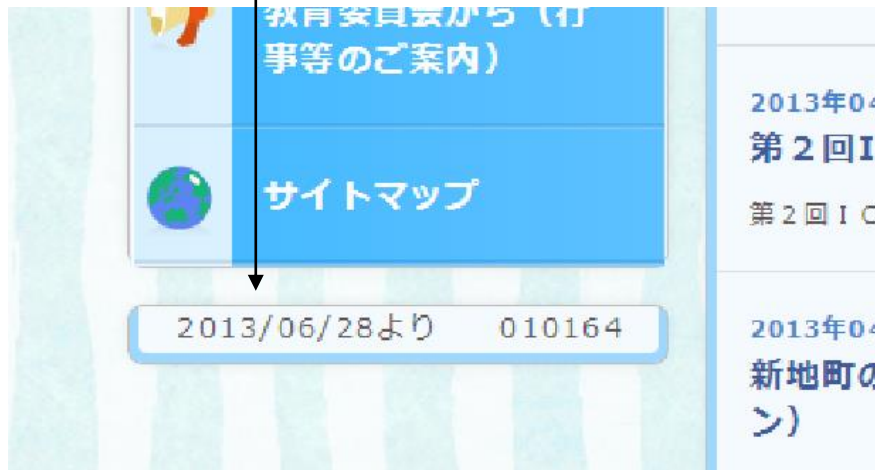 教育委員会から（行
事等のご案内）
サイトマップ
2013/06/28より 010164
2013年04
第２回I
第２回ＩＣ
2013年04
新地町の
ン）